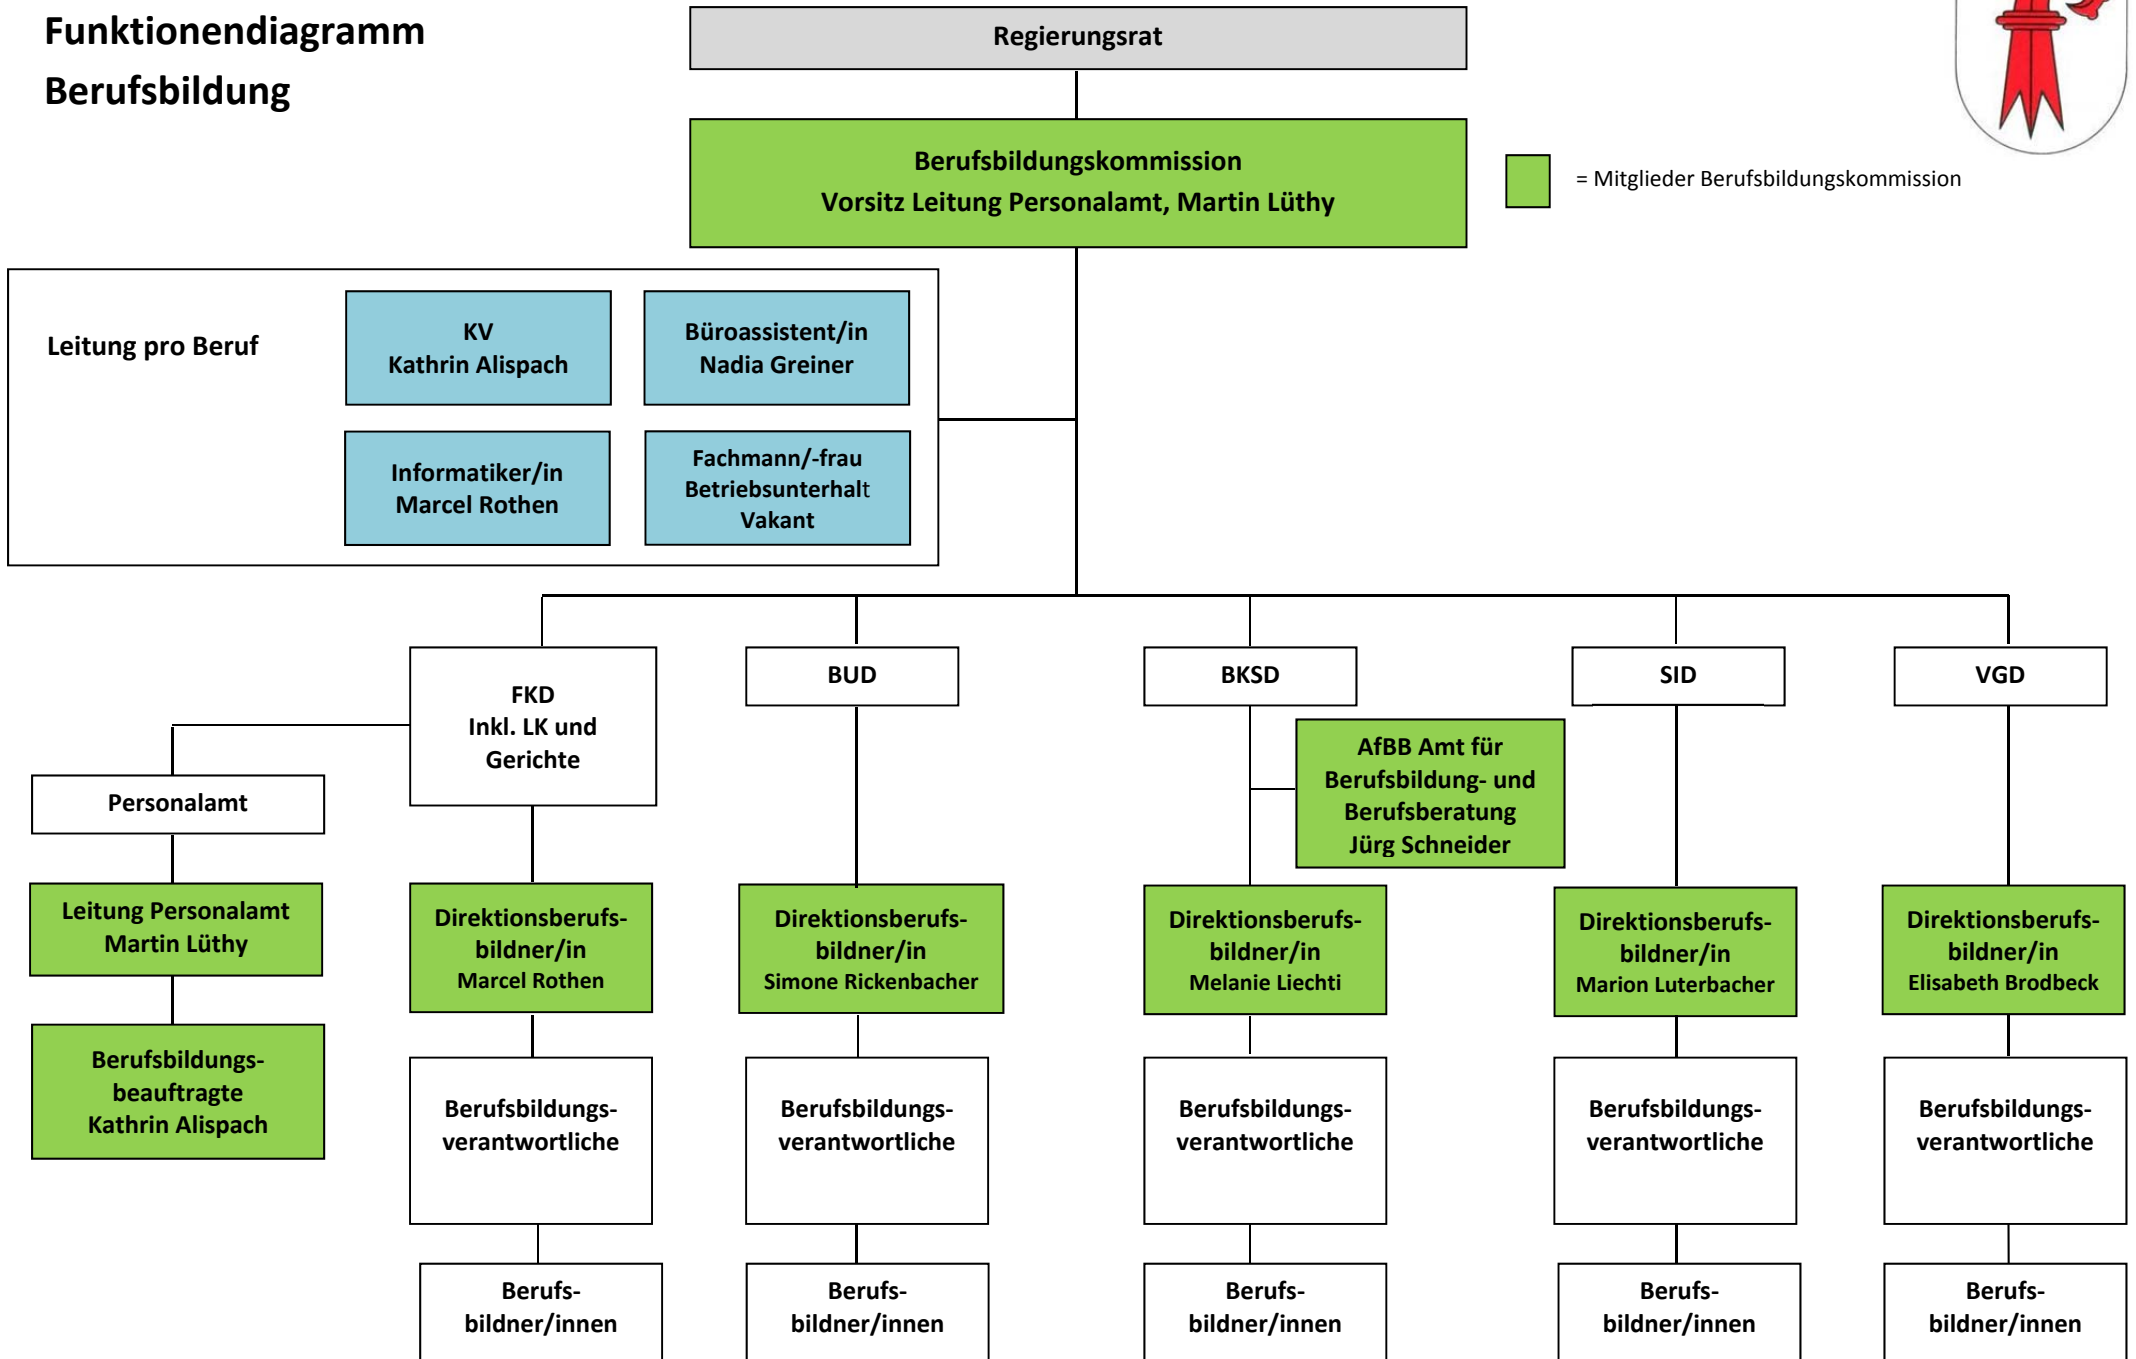 Funktionendiagramm
Berufsbildung
Regierungsrat
Berufsbildungskommission
Vorsitz Leitung Personalamt, Martin Lüthy
= Mitglieder Berufsbildungskommission
Leitung pro Beruf
KV
Kathrin Alispach
Büroassistent/in
Nadia Greiner
Informatiker/in
Marcel Rothen
Fachmann/-frau
Betriebsunterhalt
Vakant
FKD
Inkl. LK und
Gerichte
BUD
BKSD
SID
VGD
AfBB Amt für
Berufsbildung- und
Berufsberatung
Jürg Schneider
Personalamt
Leitung Personalamt
Martin Lüthy
Berufsbildungs-
beauftragte
Kathrin Alispach
Direktionsberufs-
bildner/in
Marcel Rothen
Direktionsberufs-
bildner/in
Simone Rickenbacher
Direktionsberufs-
bildner/in
Melanie Liechti
Direktionsberufs-
bildner/in
Marion Luterbacher
Direktionsberufs-
bildner/in
Elisabeth Brodbeck
Berufsbildungs-
verantwortliche
Berufsbildungs-
verantwortliche
Berufsbildungs-
verantwortliche
Berufsbildungs-
verantwortliche
Berufsbildungs-
verantwortliche
Berufs-
bildner/innen
Berufs-
bildner/innen
Berufs-
bildner/innen
Berufs-
bildner/innen
Berufs-
bildner/innen